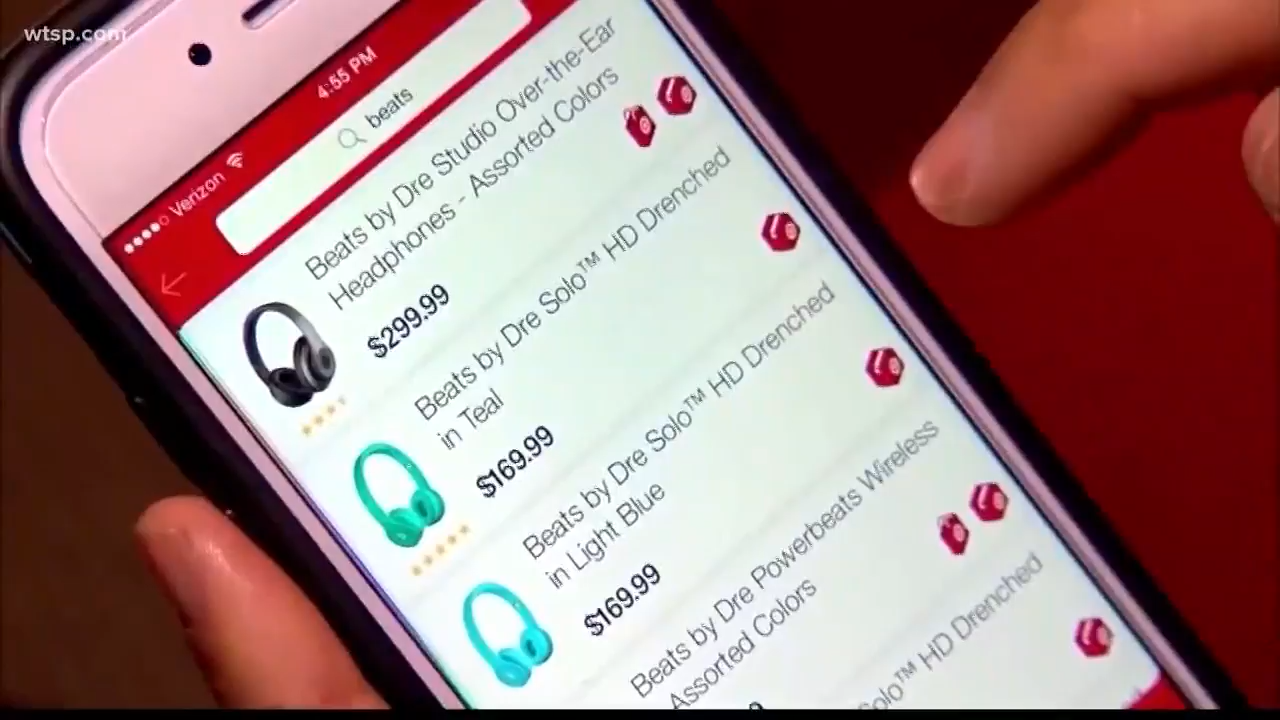 wtsp.com
Verizon 4:55 PM
beats
Beats by Dre Studio Over-the-Ear
Headphones - Assorted Colors
$299.99
Beats by Dre Solo™ HD Drenched
in Teal
$169.99
Beats by Dre Solo™ HD Drenched
in Light Blue
$169.99
Beats by Dre Powerbeats Wireless
Assorted Colors
Solo™ HD Drenched